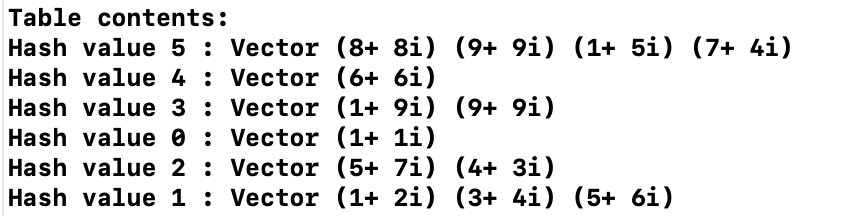 Table contents:
Hash value 5 : Vector (8+ 8i) (9+ 9i) (1+ 5i) (7+ 4i)
Hash value 4 : Vector (6+ 6i)
Hash value 3 : Vector (1+ 9i) (9+ 9i)
Hash value 0 : Vector (1+ 1i)
Hash value 2 : Vector (5+ 7i) (4+ 3i)
Hash value 1 : Vector (1+ 2i) (3+ 4i) (5+ 6i)